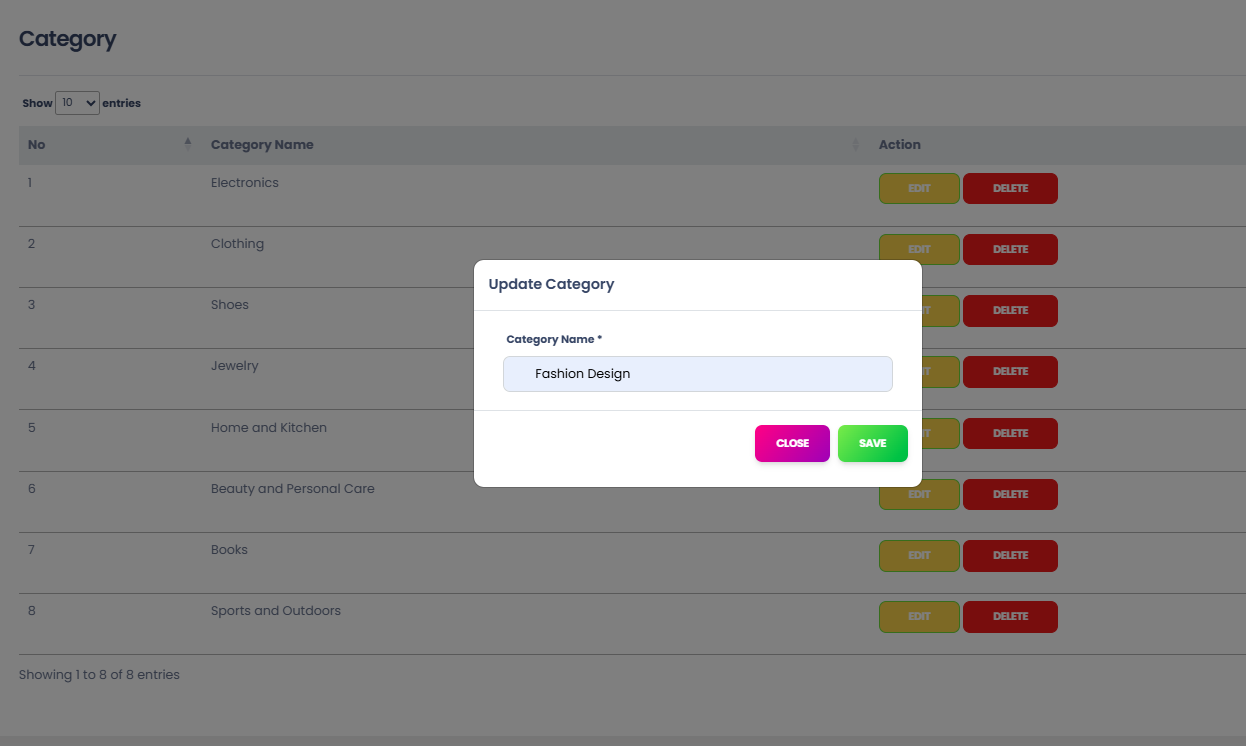 Category
Show 10 entries
No Category Name Action
1 Electronics EDIT DELETE
2 Clothing EDIT DELETE
Update Category
3 Shoes IT DELETE
Category Name *
4 Jewelry IT DELETE
Fashion Design
5 Home and Kitchen IT DELETE
CLOSE SAVE
6 Beauty and Personal Care EDIT DELETE
7 Books EDIT DELETE
8 Sports and Outdoors EDIT DELETE
Showing 1 to 8 of 8 entries